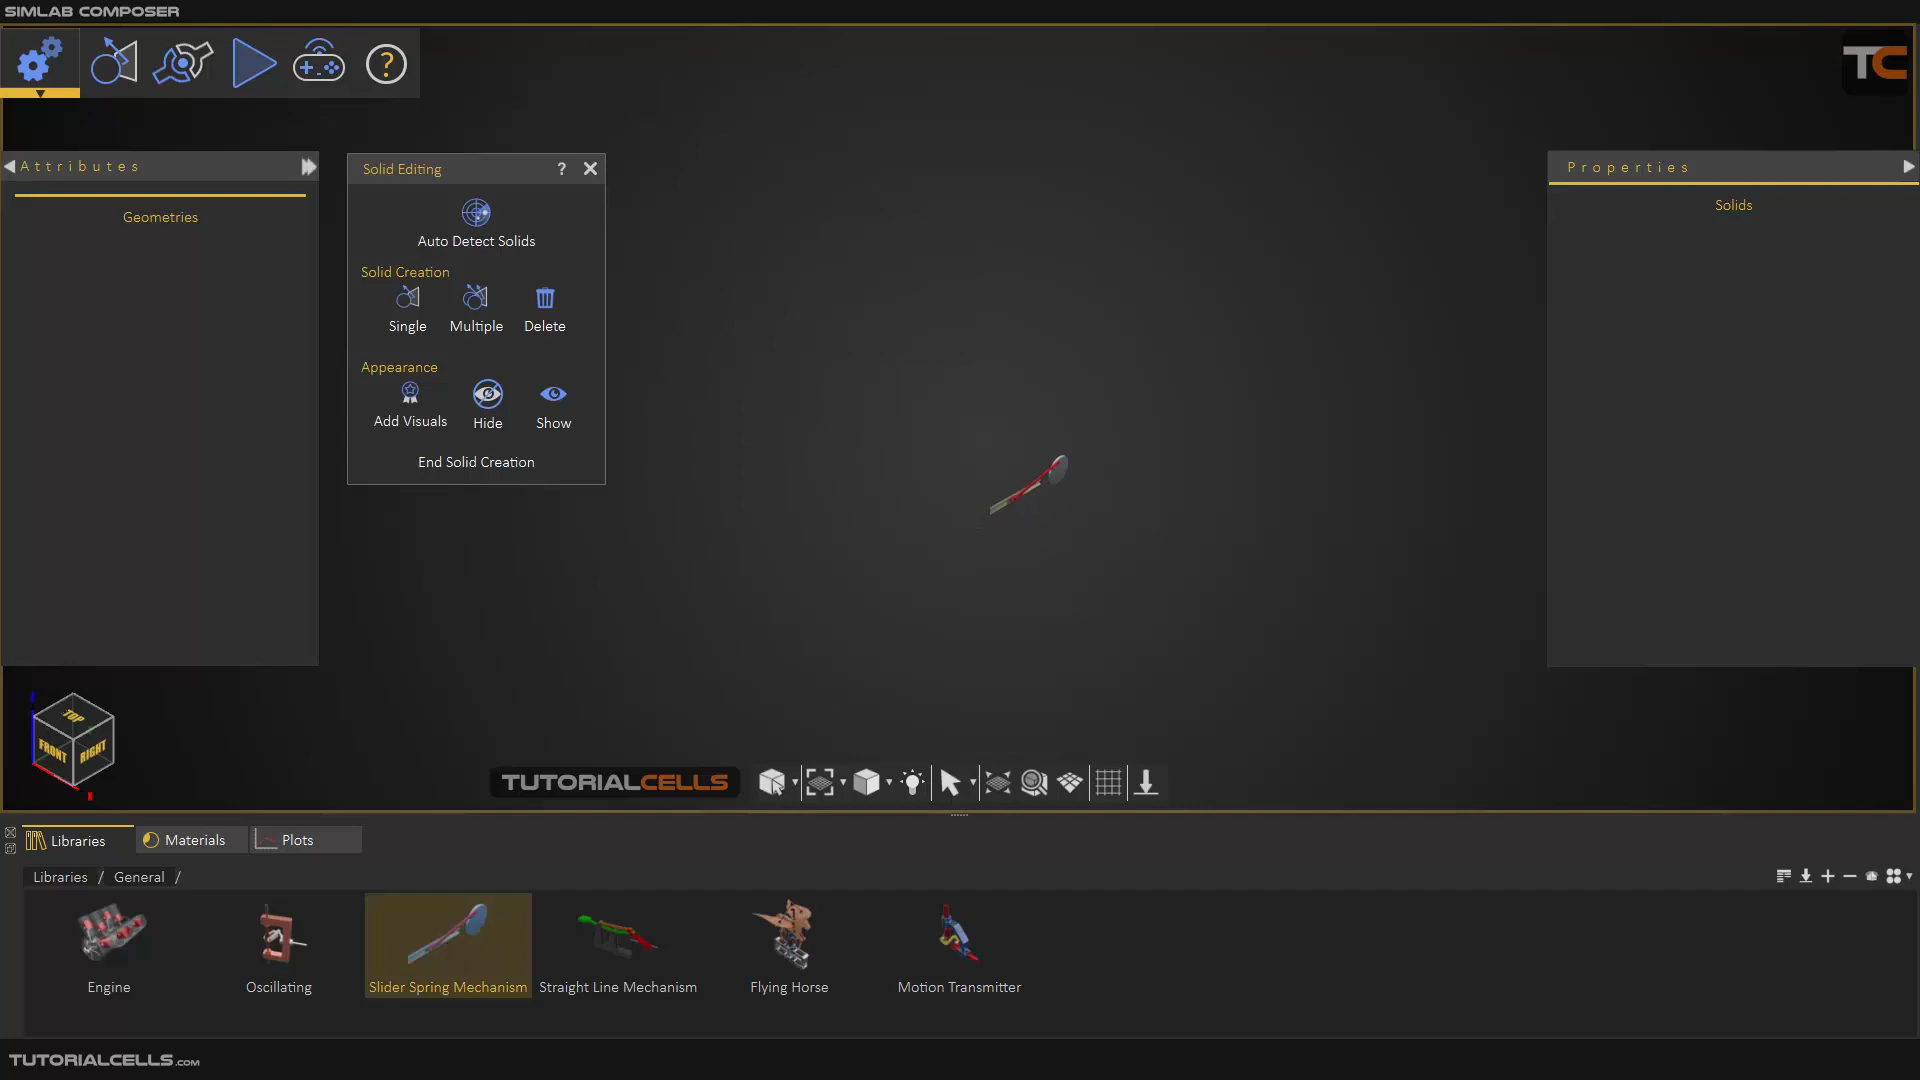 SIMLAB COMPOSER
?
TC
Attributes
Geometries
Solid Editing ? 
Auto Detect Solids
Solid Creation
Single Multiple Delete
Appearance
Add Visuals Hide Show
End Solid Creation
Properties
Solids
TOP
FRONT RIGHT
TUTORIALCELLS
Libraries Materials Plots
Libraries / General /
Engine Oscillating Slider Spring Mechanism Straight Line Mechanism Flying Horse Motion Transmitter
TUTORIALCELLS.COM